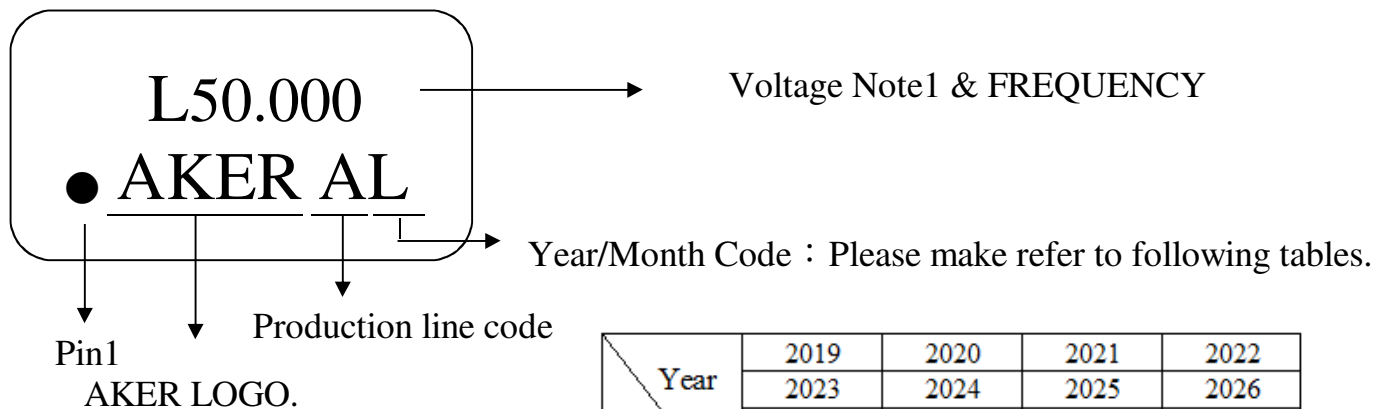 L50.000
Voltage Note1 & FREQUENCY
● AKER AL
Year/Month Code：Please make refer to following tables.
Production line code
Pin1
AKER LOGO.
Year 2019 2020 2021 2022
2023 2024 2025 2026